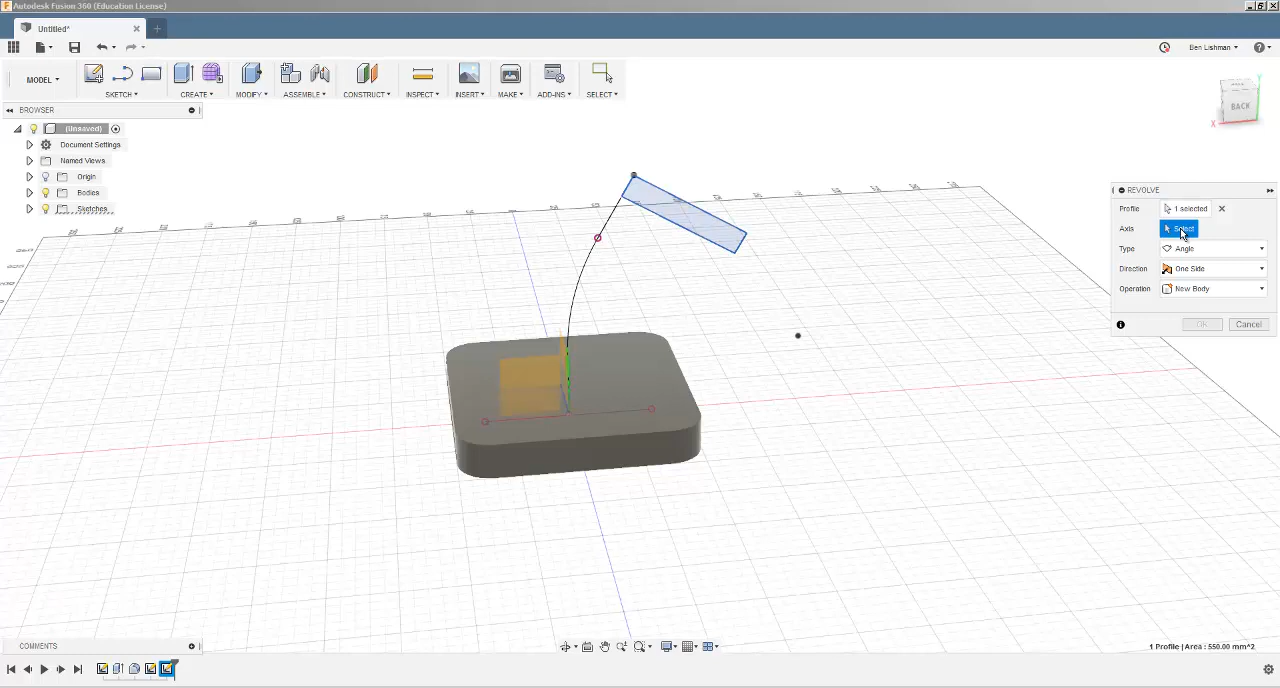 Autodesk Fusion 360 (Education License)
Untitled*
Ben Lishman
MODEL
SKETCH
CREATE
MODIFY
ASSEMBLE
CONSTRUCT
INSPECT
INSERT
MAKE
ADD-INS
SELECT
BROWSER
(Unsaved)
Document Settings
Named Views
Origin
Bodies
Sketches
BACK
X
Y
REVOLVE
Profile 1 selected
Axis Select
Type Angle
Direction One Side
Operation New Body
OK Cancel
COMMENTS
1 Profile | Area : 550.00 mm^2